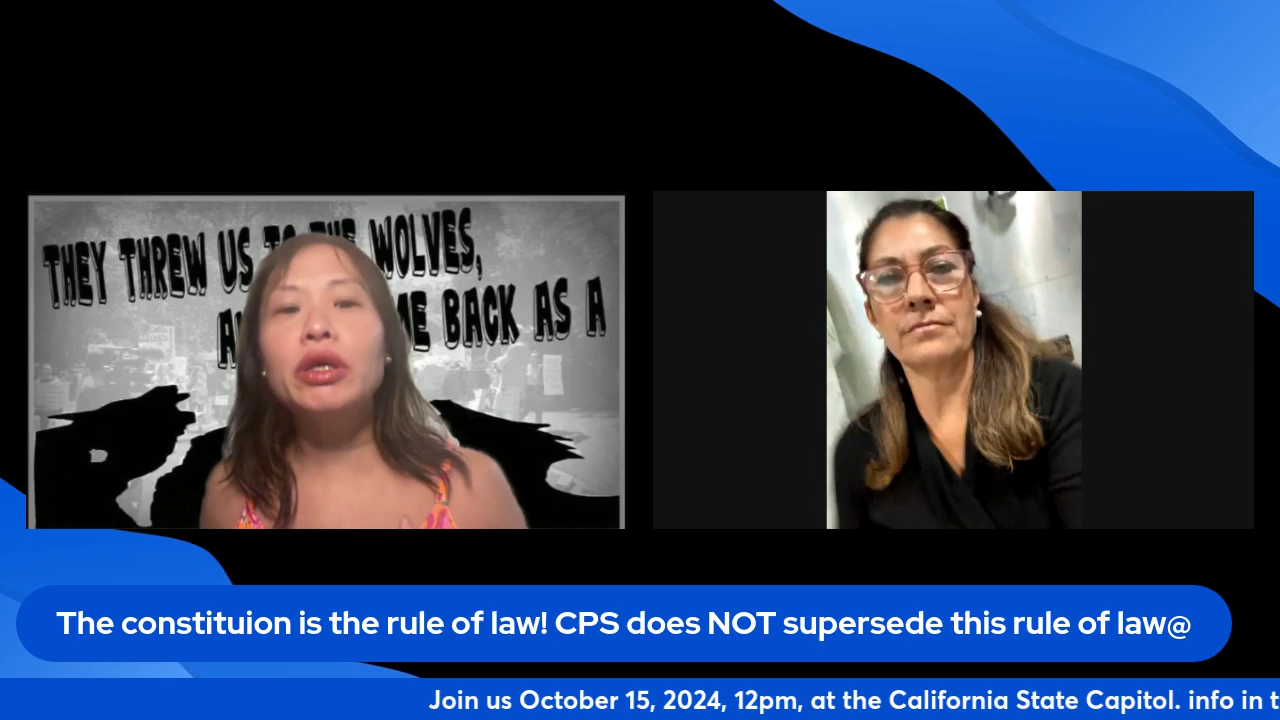 THEY THREW US TO THE WOLVES,
ME BACK AS A
The constituion is the rule of law! CPS does NOT supersede this rule of law@
Join us October 15, 2024, 12pm, at the California State Capitol. info in t